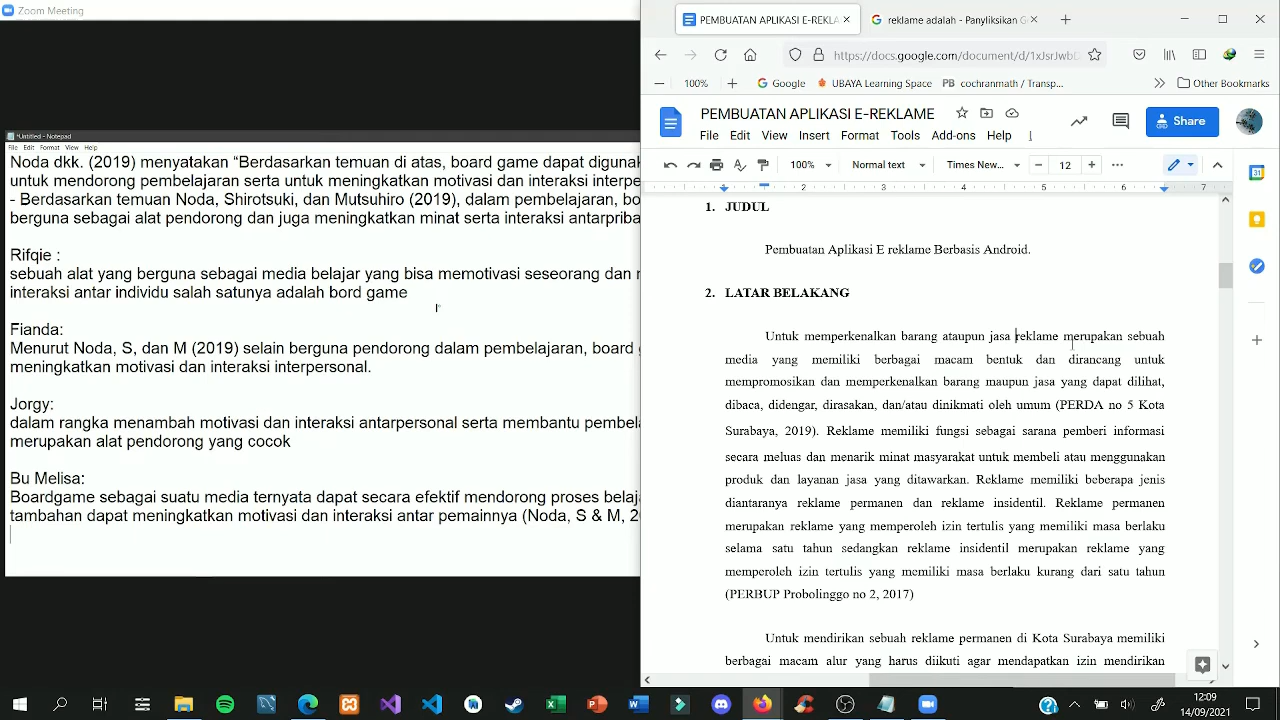 Zoom Meeting
*Untitled - Notepad
File Edit Format View Help
Noda dkk. (2019) menyatakan “Berdasarkan temuan di atas, board game dapat digunak
untuk mendorong pembelajaran serta untuk meningkatkan motivasi dan interaksi interpe
- Berdasarkan temuan Noda, Shirotsuki, dan Mutsuhiro (2019), dalam pembelajaran, bo
berguna sebagai alat pendorong dan juga meningkatkan minat serta interaksi antarpriba
Rifqie :
sebuah alat yang berguna sebagai media belajar yang bisa memotivasi seseorang dan
interaksi antar individu salah satunya adalah bord game
Fianda:
Menurut Noda, S, dan M (2019) selain berguna pendorong dalam pembelajaran, board
meningkatkan motivasi dan interaksi interpersonal.
Jorgy:
dalam rangka menambah motivasi dan interaksi antarpersonal serta membantu pembela
merupakan alat pendorong yang cocok
Bu Melisa:
Boardgame sebagai suatu media ternyata dapat secara efektif mendorong proses belaja
tambahan dapat meningkatkan motivasi dan interaksi antar pemainnya (Noda, S & M, 2
PEMBUATAN APLIKASI E-REKLA
reklame adalah - Panyliksikan G
https://docs.google.com/document/d/1xJsrJwb
100% Google UBAYA Learning Space cochranmath / Transp... Other Bookmarks
PEMBUATAN APLIKASI E-REKLAME
File Edit View Insert Format Tools Add-ons Help
Share
100% Normal text Times New... 12
2 3 4 5 6 7
1. JUDUL
Pembuatan Aplikasi E reklame Berbasis Android.
2. LATAR BELAKANG
Untuk memperkenalkan barang ataupun jasa reklame merupakan sebuah
media yang memiliki berbagai macam bentuk dan dirancang untuk
mempromosikan dan memperkenalkan barang maupun jasa yang dapat dilihat,
dibaca, didengar, dirasakan, dan/atau dinikmati oleh umum (PERDA no 5 Kota
Surabaya, 2019). Reklame memiliki fungsi sebagai sarana pemberi informasi
secara meluas dan menarik minat masyarakat untuk membeli atau menggunakan
produk dan layanan jasa yang ditawarkan. Reklame memiliki beberapa jenis
diantaranya reklame permanen dan reklame insidentil. Reklame permanen
merupakan reklame yang memperoleh izin tertulis yang memiliki masa berlaku
selama satu tahun sedangkan reklame insidentil merupakan reklame yang
memperoleh izin tertulis yang memiliki masa berlaku kurang dari satu tahun
(PERBUP Probolinggo no 2, 2017)
Untuk mendirikan sebuah reklame permanen di Kota Surabaya memiliki
berbagai macam alur yang harus diikuti agar mendapatkan izin mendirikan
12:09
14/09/2021